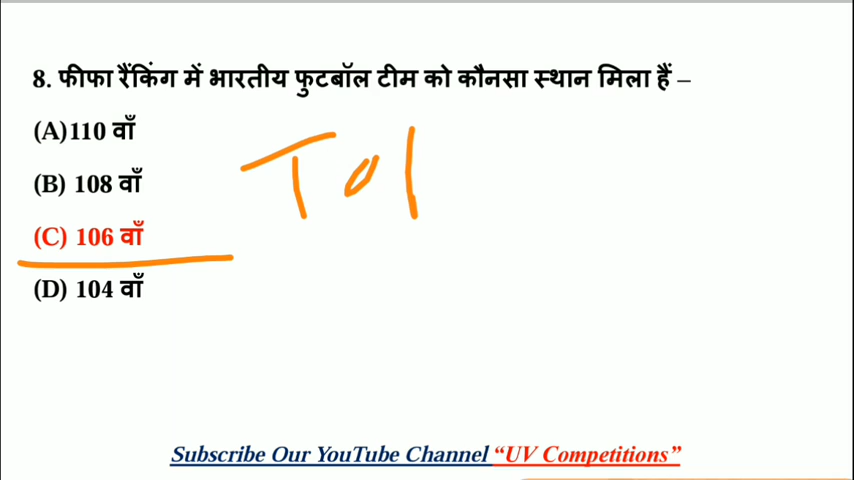 8. फीफा रैंकिंग में भारतीय फुटबॉल टीम को कौनसा स्थान मिला हैं –
(A)110 वाँ
(B) 108 वाँ
(C) 106 वाँ
(D) 104 वाँ
Subscribe Our YouTube Channel “UV Competitions”